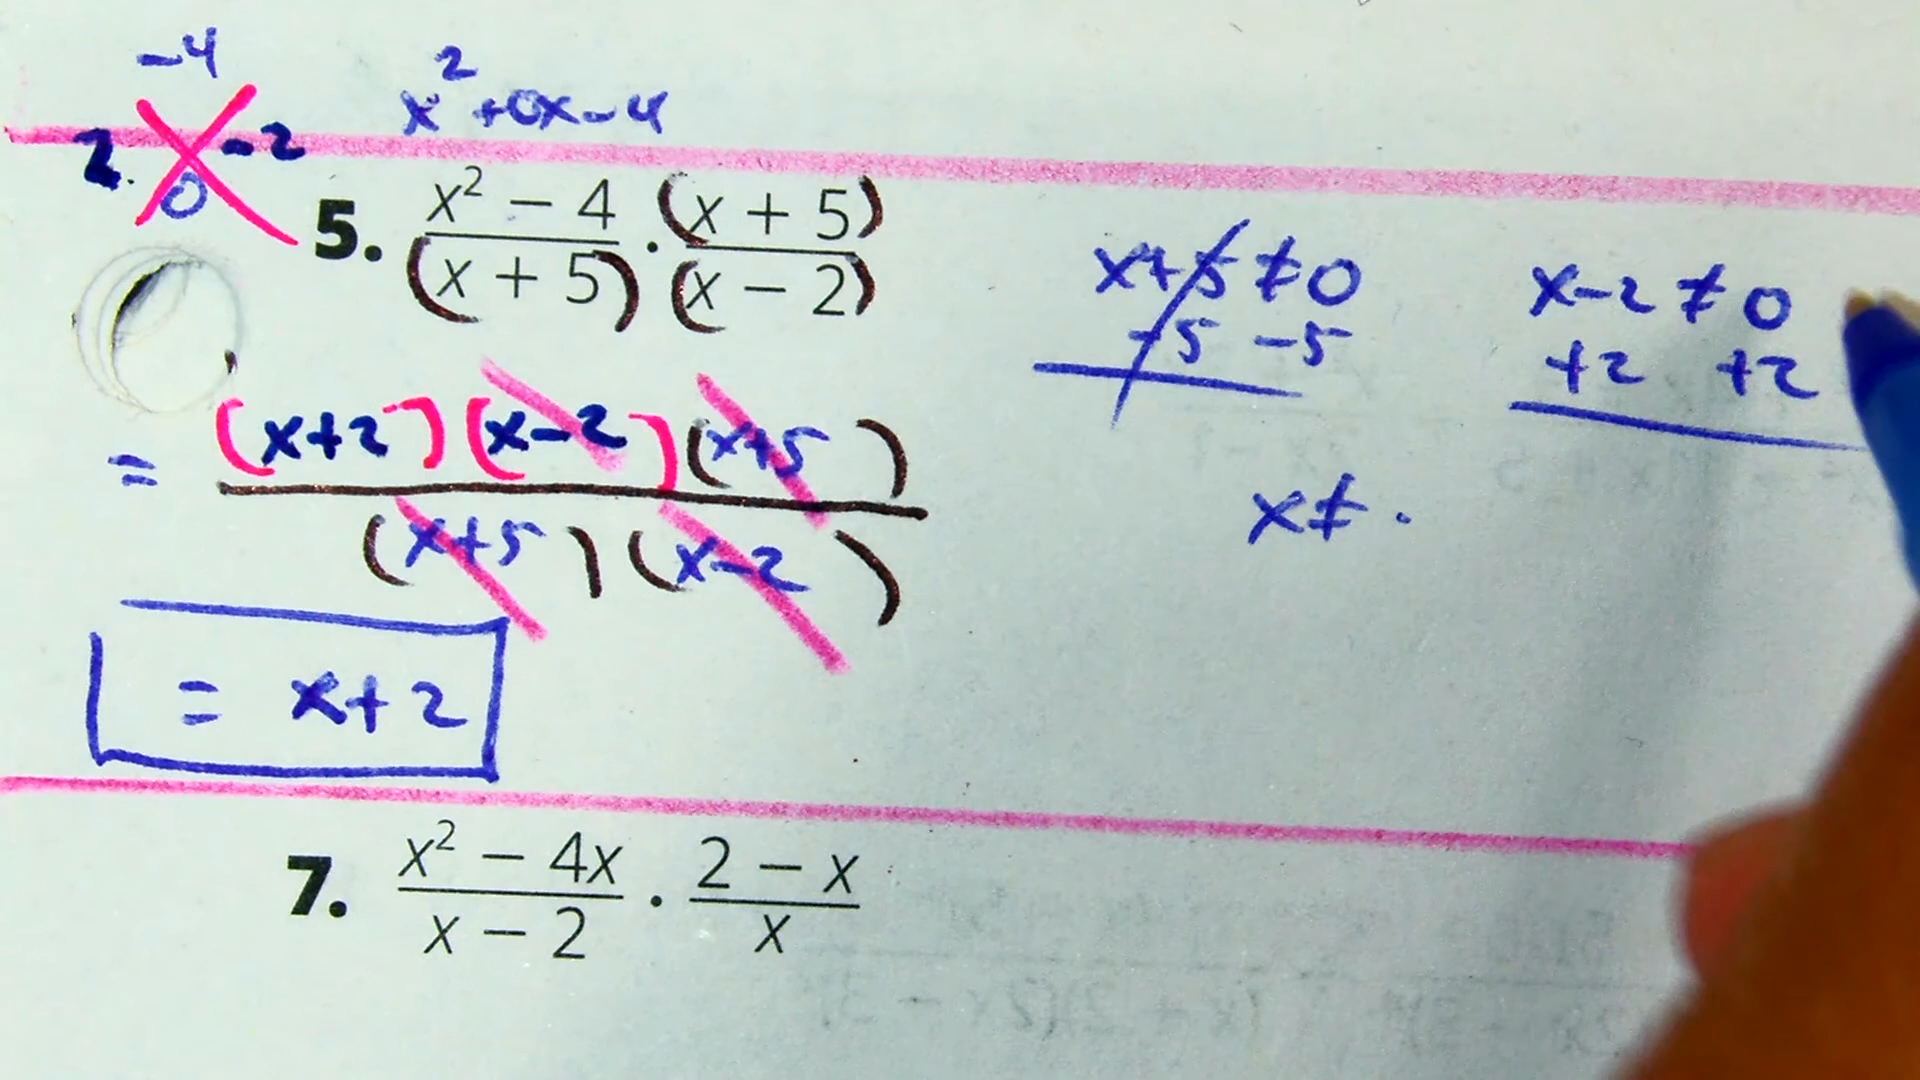 -4
2 -2
0
x² +0x-4
5. x² − 4 / (x + 5) · (x + 5) / (x − 2)
= (x+2)(x-2)(x+5) / (x+5)(x-2)
= x+2
x+5 ≠ 0
-5 -5
x-2 ≠ 0
+2 +2
x≠
7. x² − 4x / x − 2 · 2 − x / x